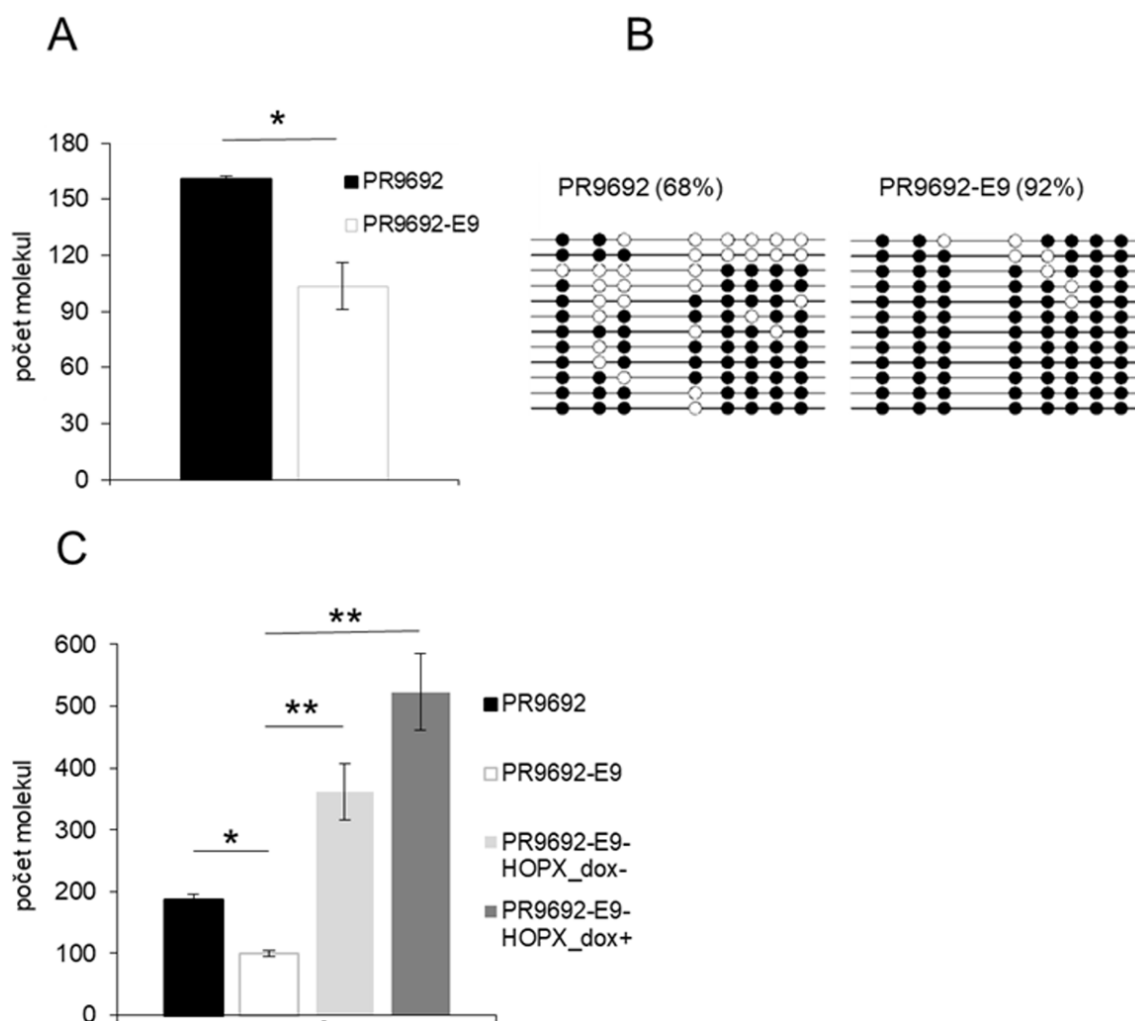 A
B
*
180
150
120
90
60
30
0
počet molekul
PR9692
PR9692-E9
PR9692 (68%)
PR9692-E9 (92%)
C
**
**
*
600
500
400
300
200
100
0
počet molekul
PR9692
PR9692-E9
PR9692-E9-
HOPX_dox-
PR9692-E9-
HOPX_dox+